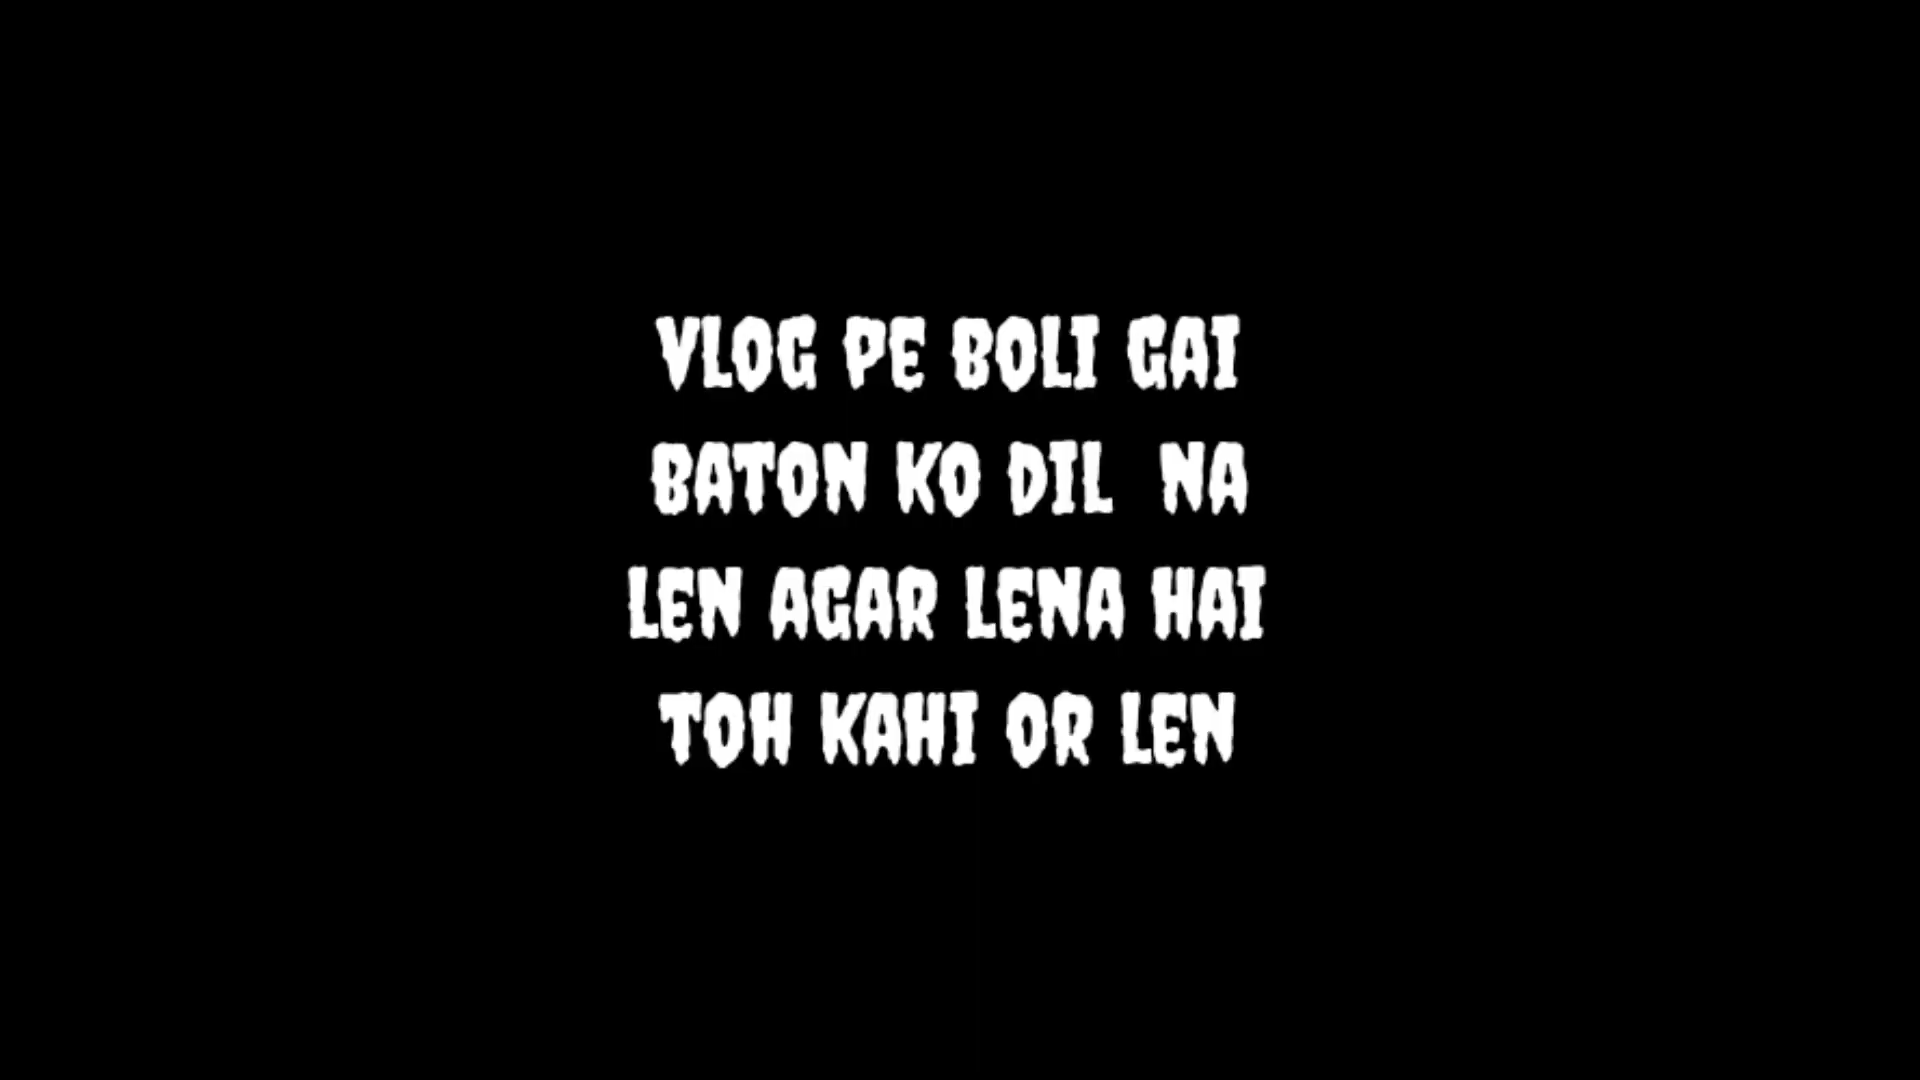 VLOG PE BOLI GAI
BATON KO DIL  NA
LEN AGAR LENA HAI
TOH KAHI OR LEN